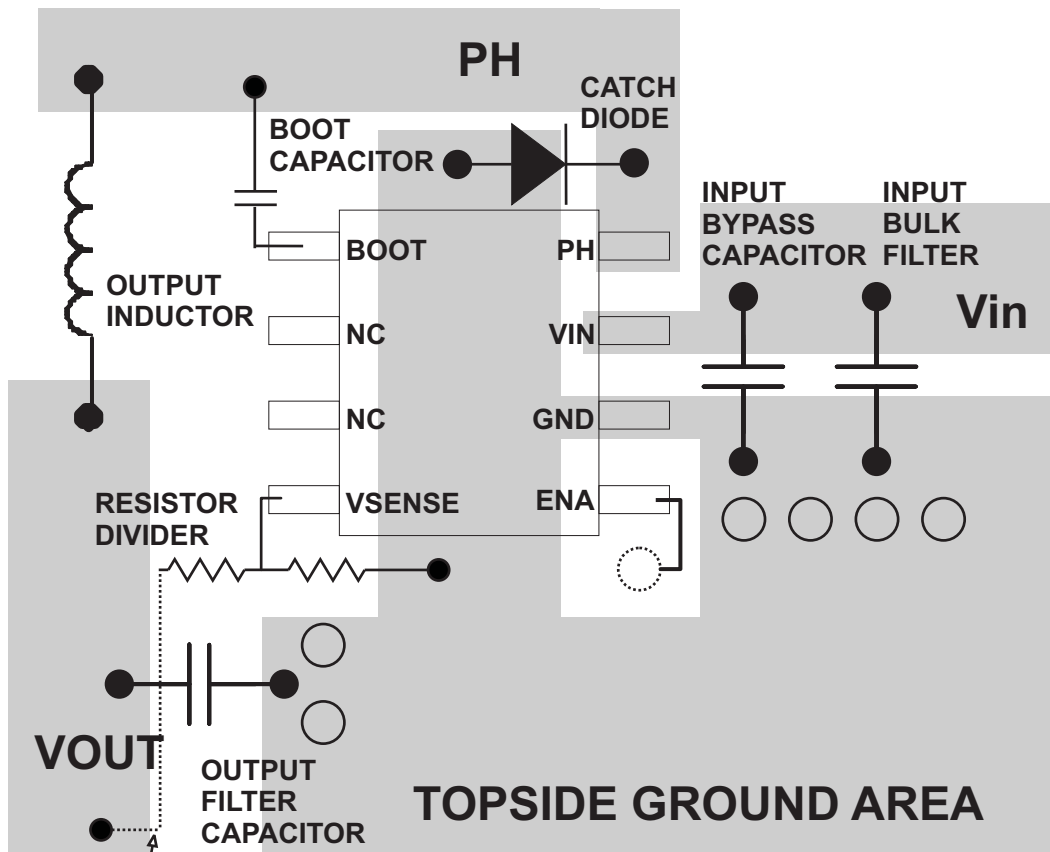 PH
CATCH
DIODE
BOOT
CAPACITOR
INPUT
BYPASS
CAPACITOR
INPUT
BULK
FILTER
BOOT
PH
OUTPUT
INDUCTOR
Vin
NC
VIN
NC
GND
RESISTOR
DIVIDER
VSENSE
ENA
VOUT
OUTPUT
FILTER
CAPACITOR
TOPSIDE GROUND AREA